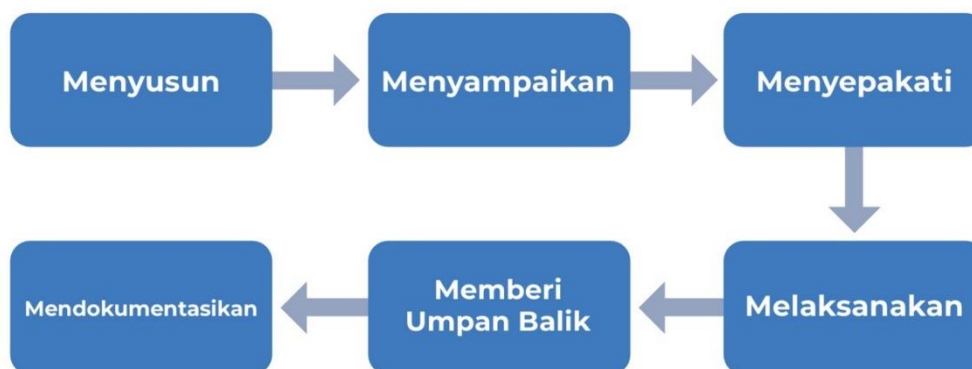 Menyusun
Menyampaikan
Menyepakati
Melaksanakan
Memberi
Umpan Balik
Mendokumentasikan